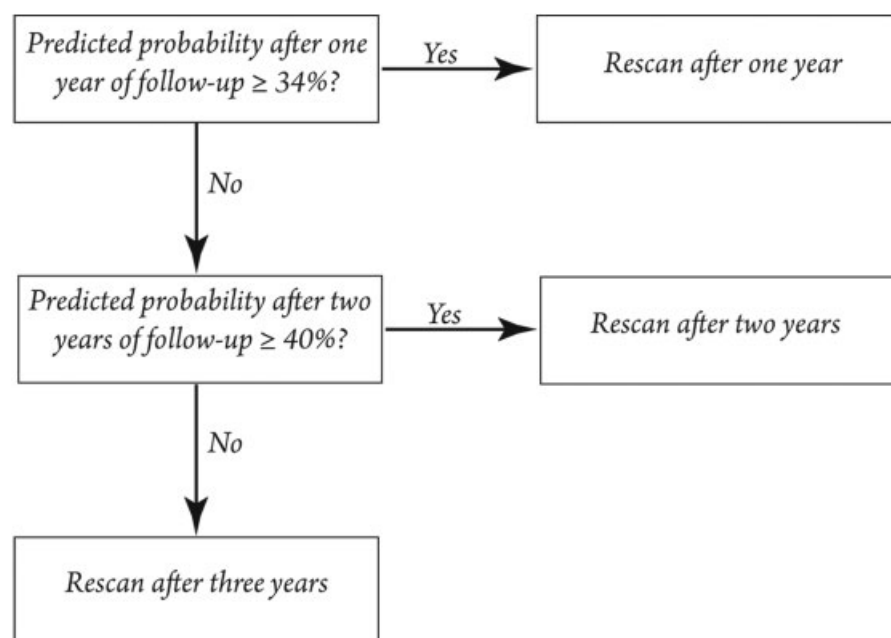 Predicted probability after one
year of follow-up ≥ 34%?
Yes
Rescan after one year
No
Predicted probability after two
years of follow-up ≥ 40%?
Yes
Rescan after two years
No
Rescan after three years